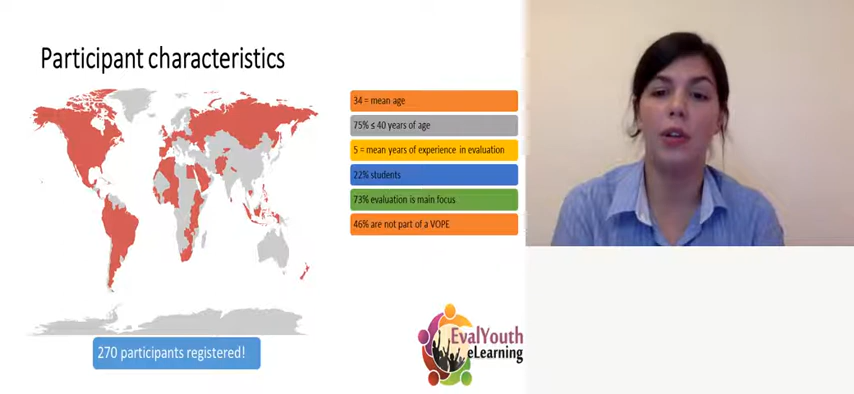 Participant characteristics
34 = mean age
75% ≤ 40 years of age
5 = mean years of experience in evaluation
22% students
73% evaluation is main focus
46% are not part of a VOPE
EvalYouth
eLearning
270 participants registered!